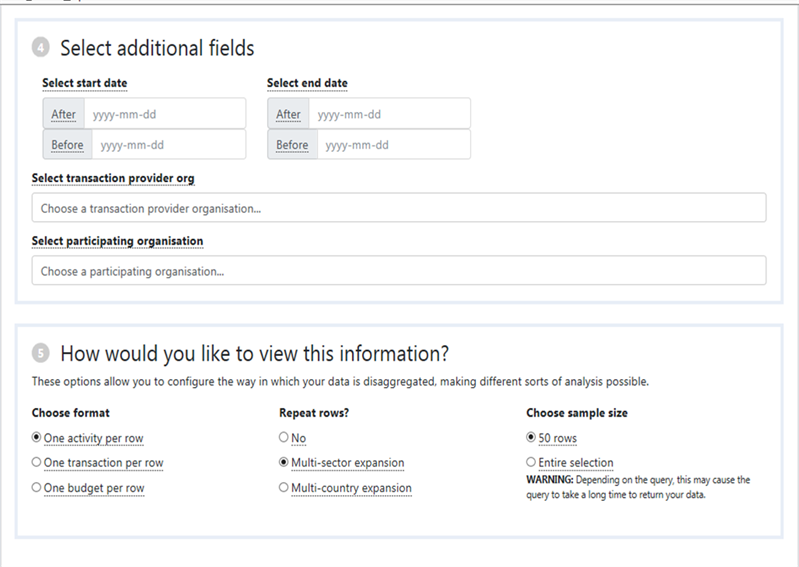 4 Select additional fields
Select start date Select end date
After yyyy-mm-dd After yyyy-mm-dd
Before yyyy-mm-dd Before yyyy-mm-dd
Select transaction provider org
Choose a transaction provider organisation...
Select participating organisation
Choose a participating organisation...
5 How would you like to view this information?
These options allow you to configure the way in which your data is disaggregated, making different sorts of analysis possible.
Choose format Repeat rows? Choose sample size
One activity per row No 50 rows
One transaction per row Multi-sector expansion Entire selection
WARNING: Depending on the query, this may cause the
One budget per row Multi-country expansion
query to take a long time to return your data.